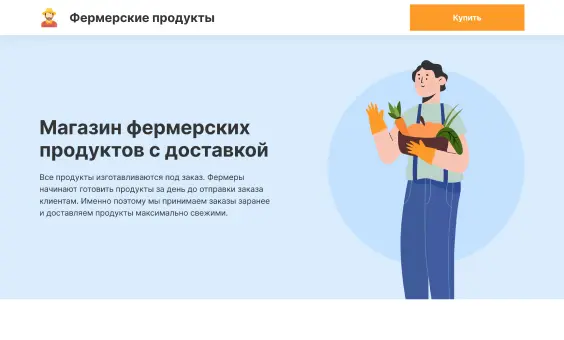 Фермерские продукты
Купить
Магазин фермерских
продуктов с доставкой
Все продукты изготавливаются под заказ. Фермеры
начинают готовить продукты за день до отправки заказа
клиентам. Именно поэтому мы принимаем заказы заранее
и доставляем продукты максимально свежими.